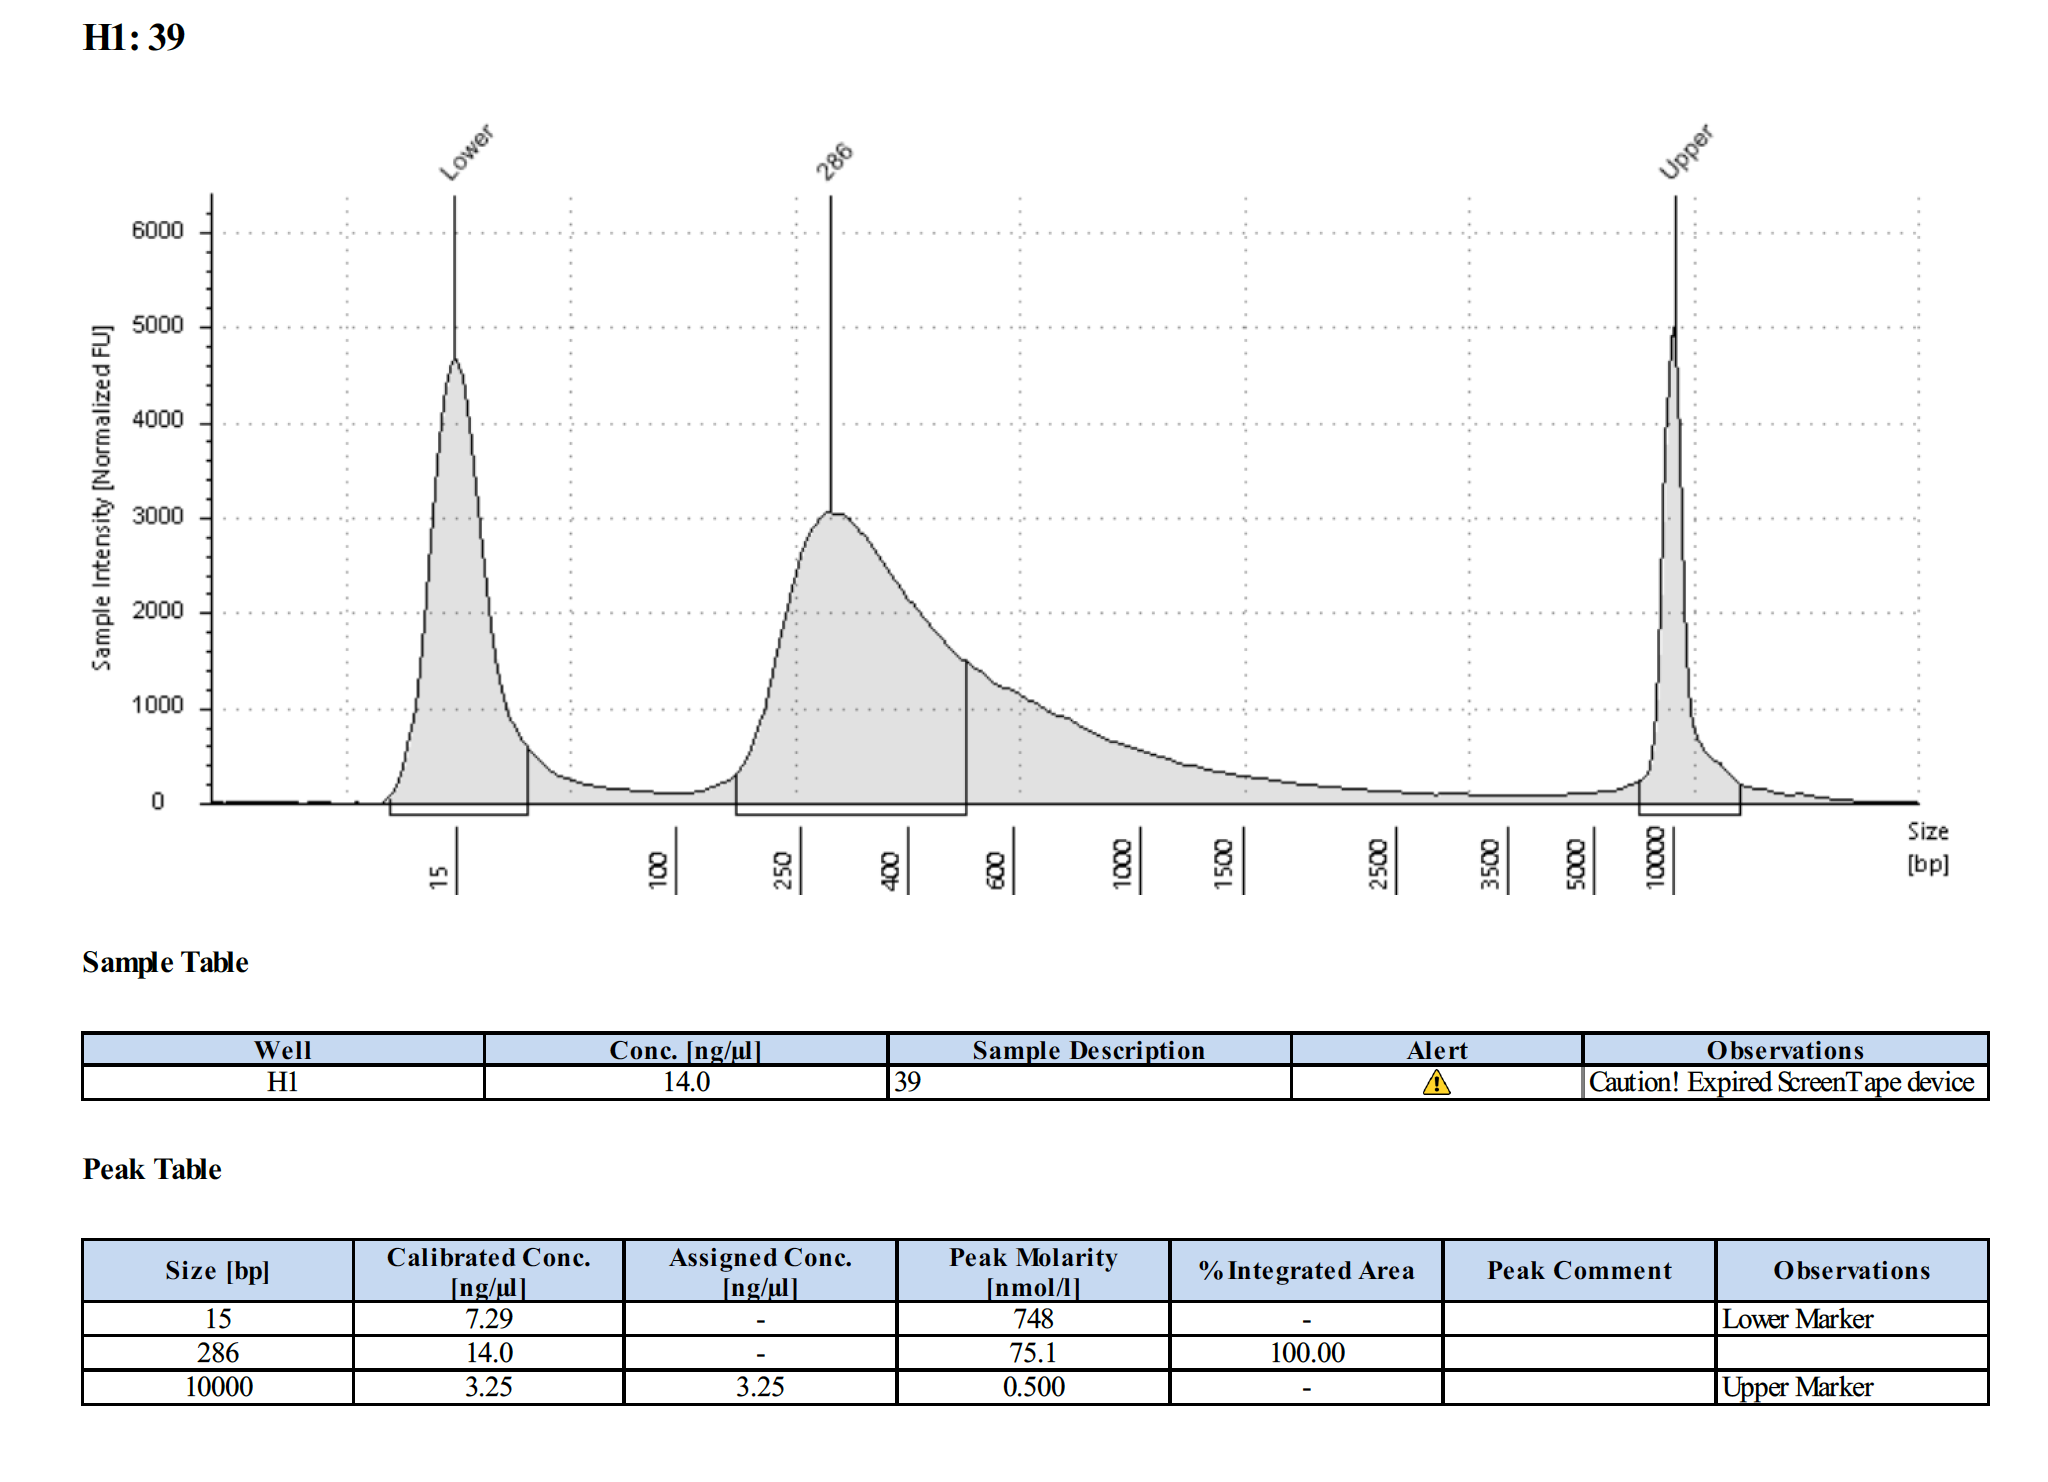 H1: 39
Lower
286
Upper
Sample Intensity [Normalized FU]
6000
5000
4000
3000
2000
1000
0
15
100
250
400
600
1000
1500
2500
3500
5000
10000
Size
[bp]
Sample Table
Well Conc. [ng/µl] Sample Description Alert Observations
H1 14.0 39 Caution! Expired ScreenTape device
Peak Table
Size [bp] Calibrated Conc. [ng/µl] Assigned Conc. [ng/µl] Peak Molarity [nmol/l] % Integrated Area Peak Comment Observations
15 7.29 - 748 - Lower Marker
286 14.0 - 75.1 100.00
10000 3.25 3.25 0.500 - Upper Marker